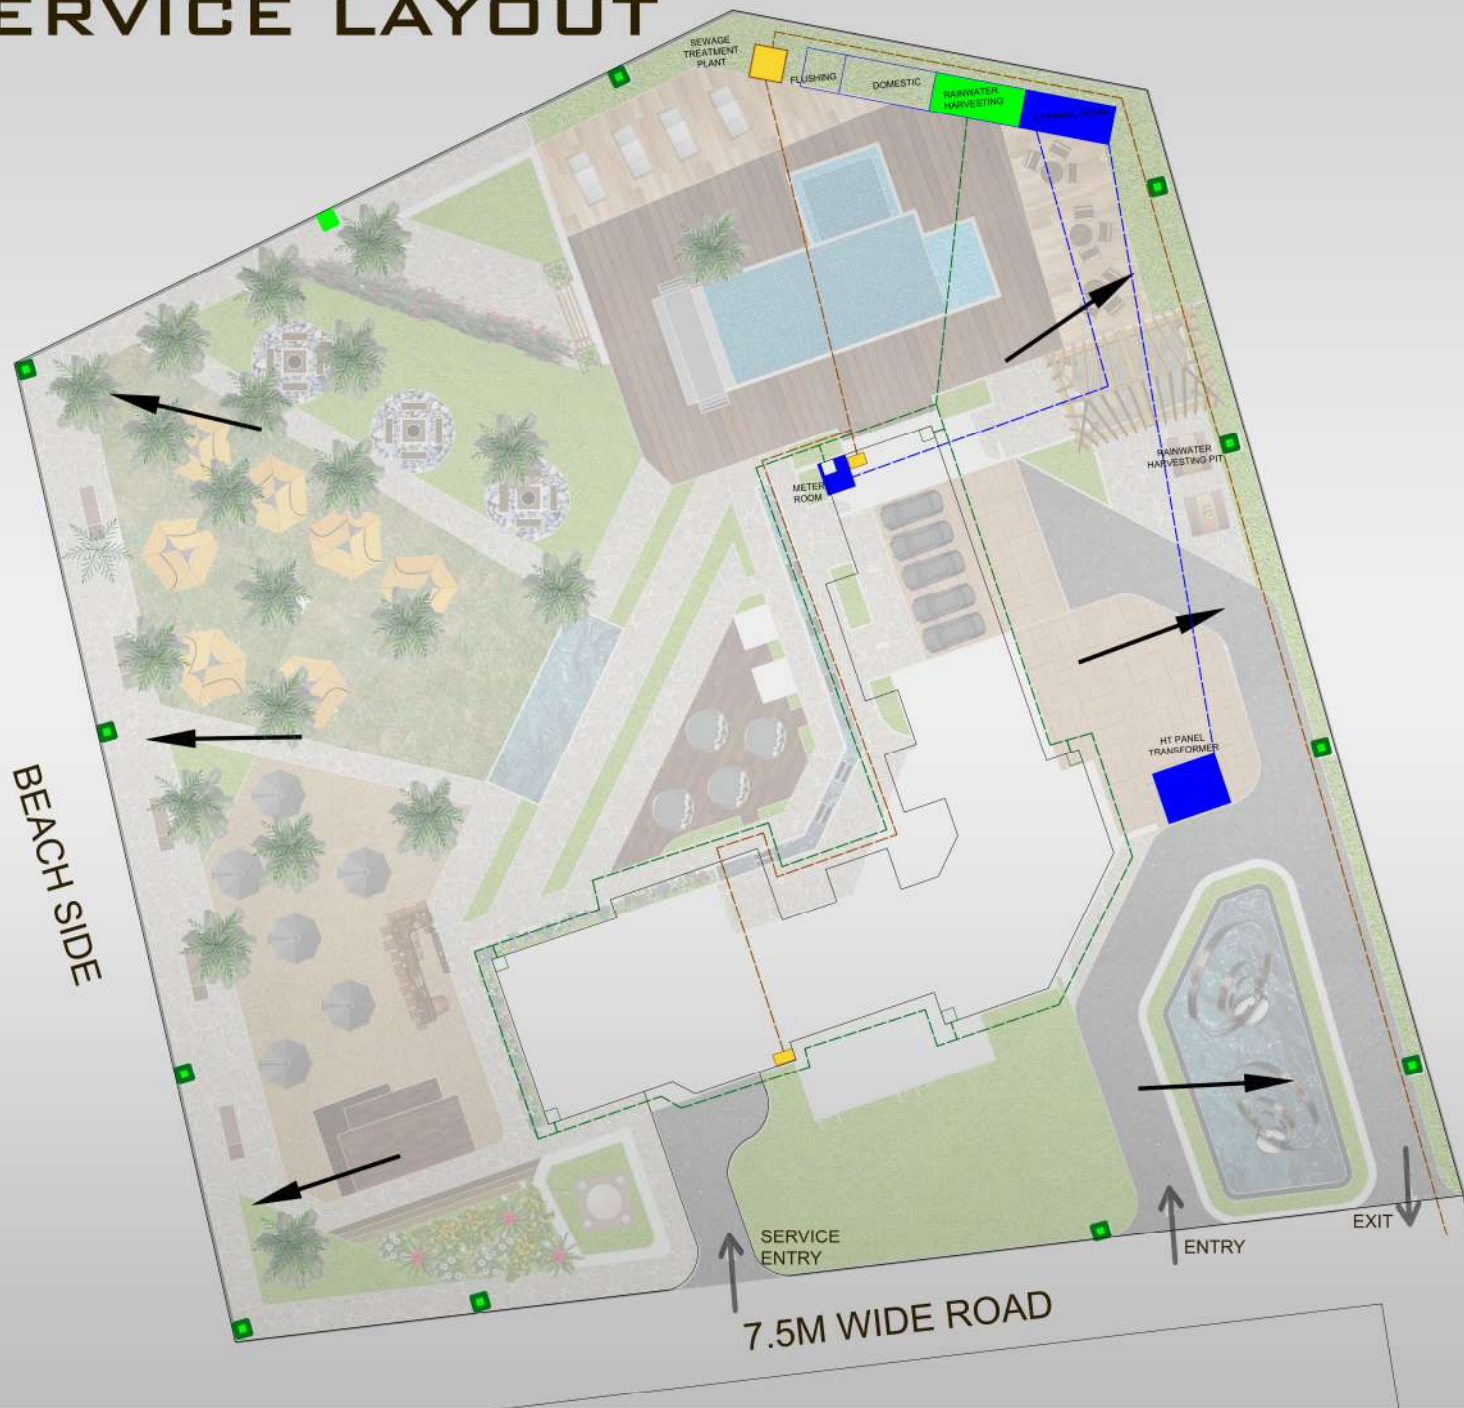 ERVICE LAYOUT
SEWAGE
TREATMENT
PLANT
FLUSHING
DOMESTIC
RAINWATER
HARVESTING
METER
ROOM
RAINWATER
HARVESTING PIT
HT PANEL
TRANSFORMER
BEACH SIDE
SERVICE
ENTRY
ENTRY
EXIT
7.5M WIDE ROAD